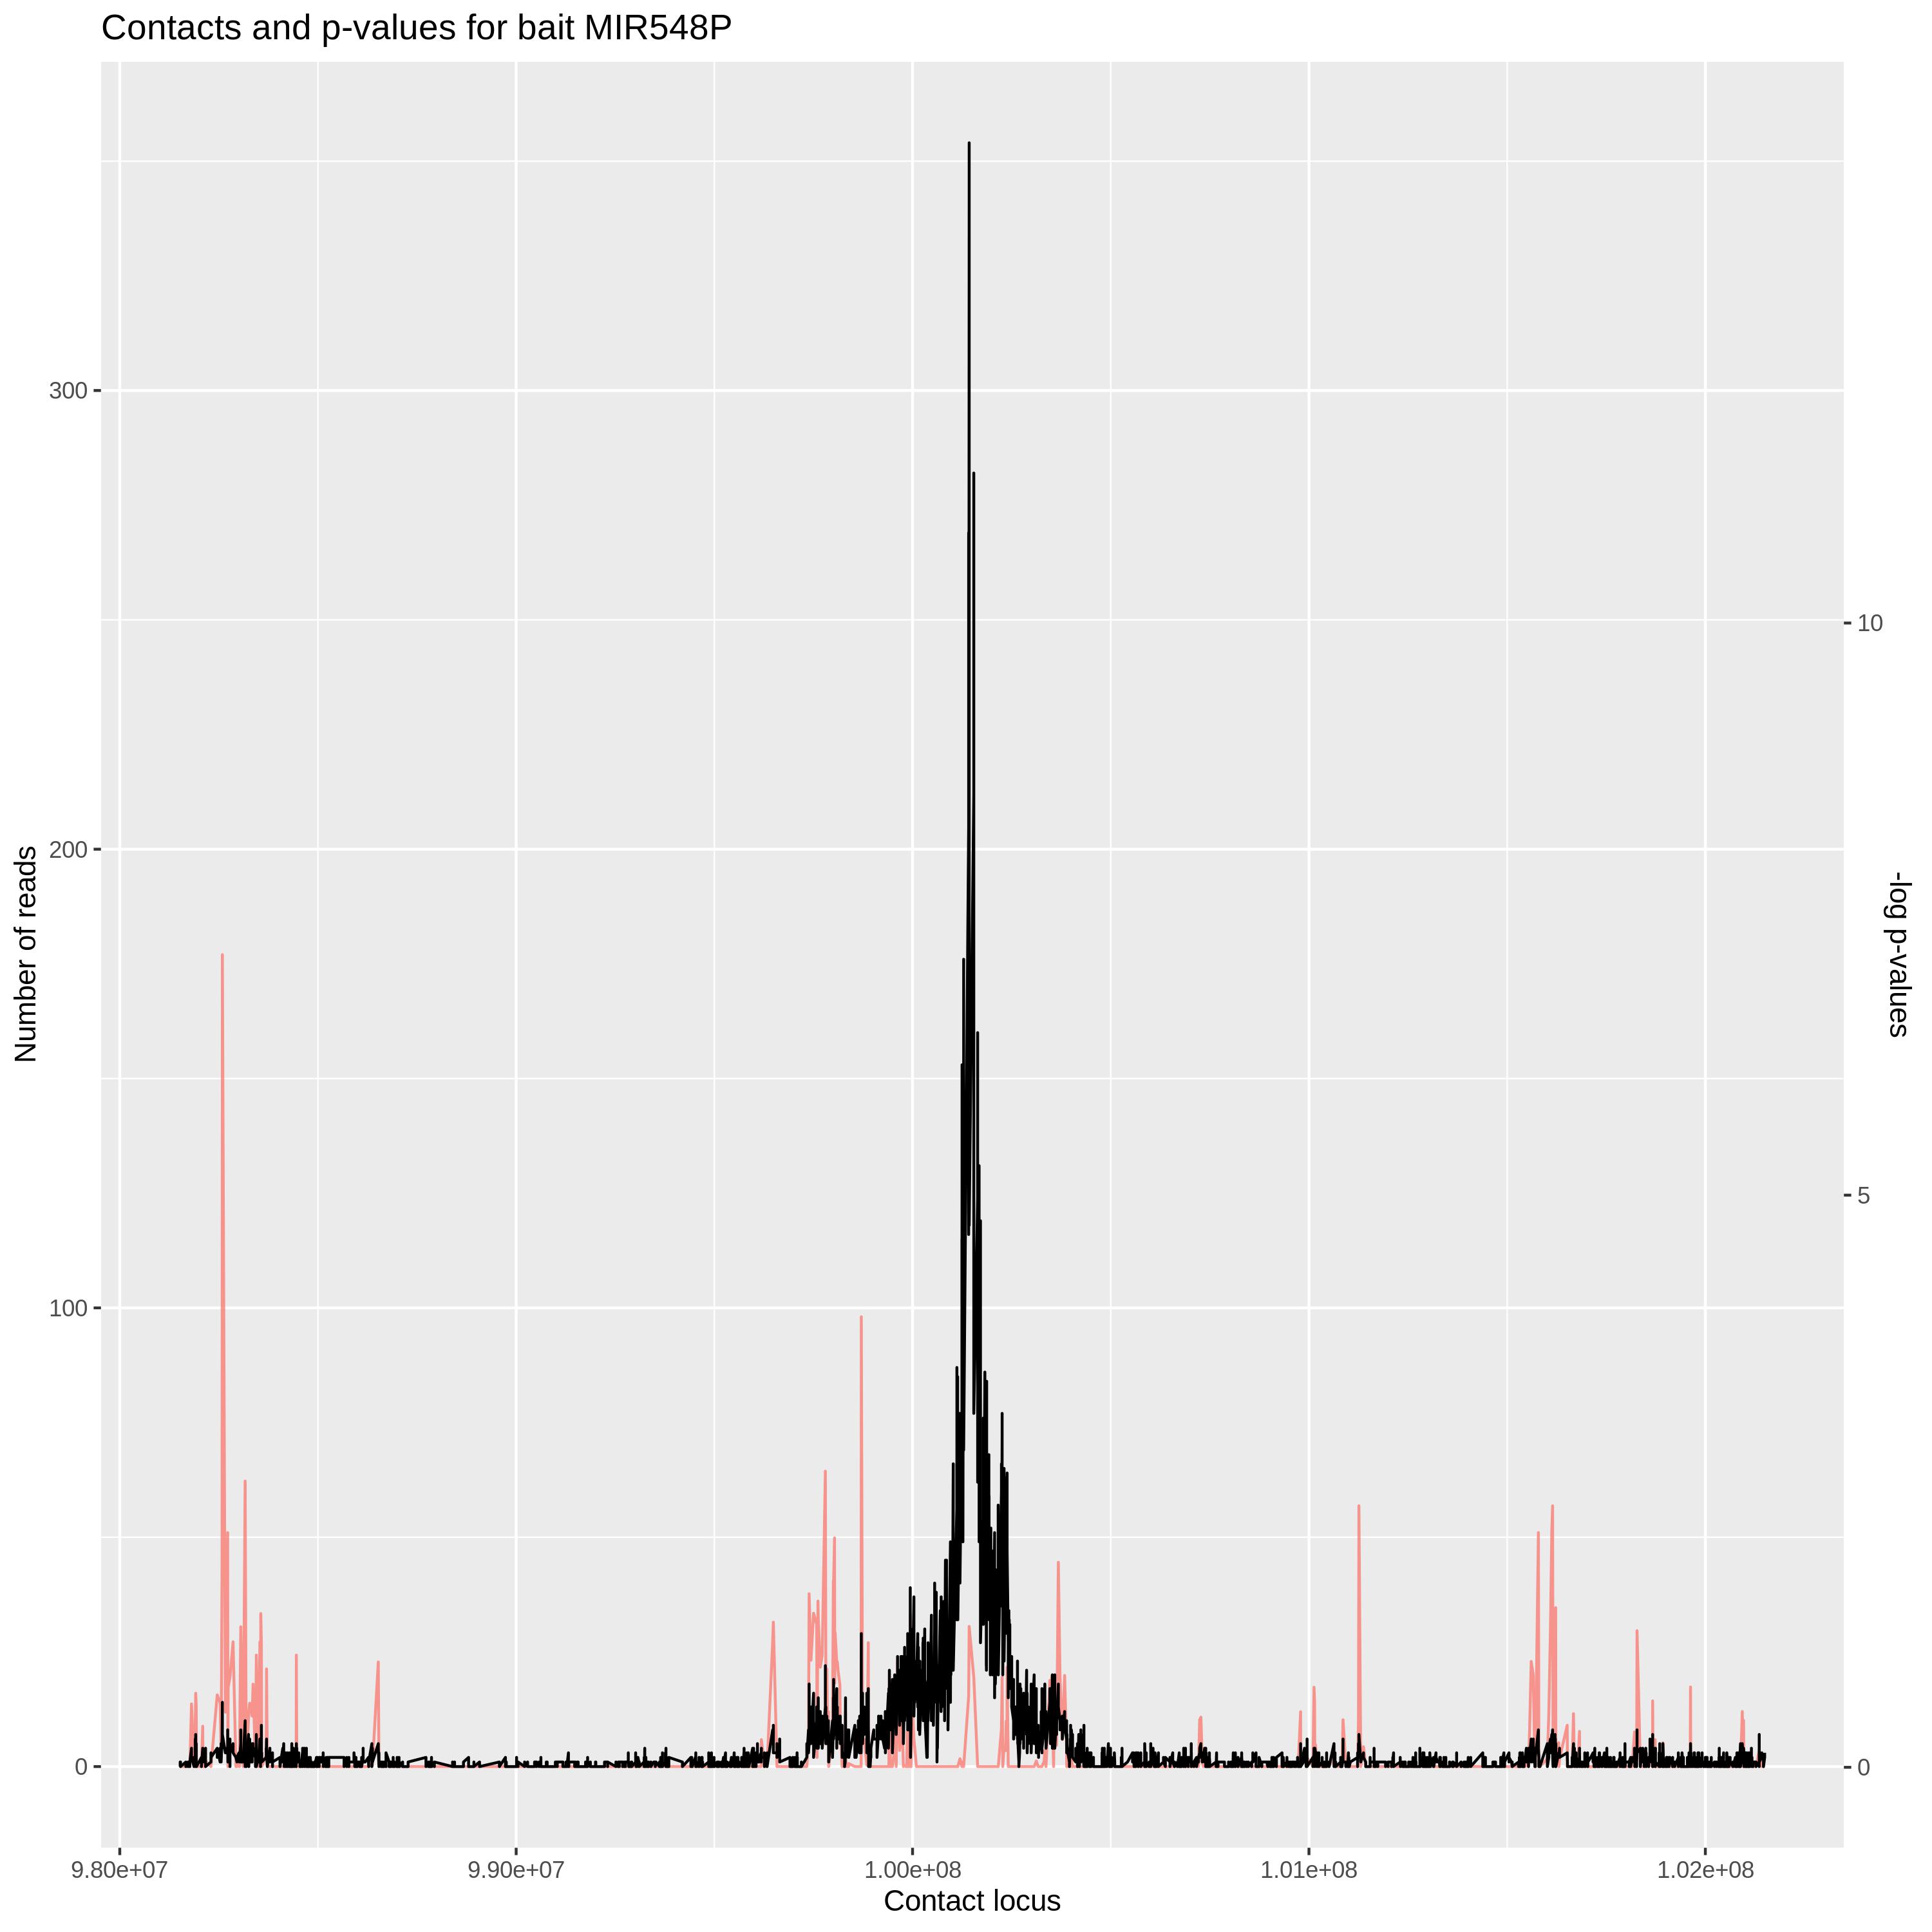 Contacts and p-values for bait MIR548P
Number of reads
300
200
100
0
-log p-values
10
5
0
9.80e+07
9.90e+07
1.00e+08
1.01e+08
1.02e+08
Contact locus